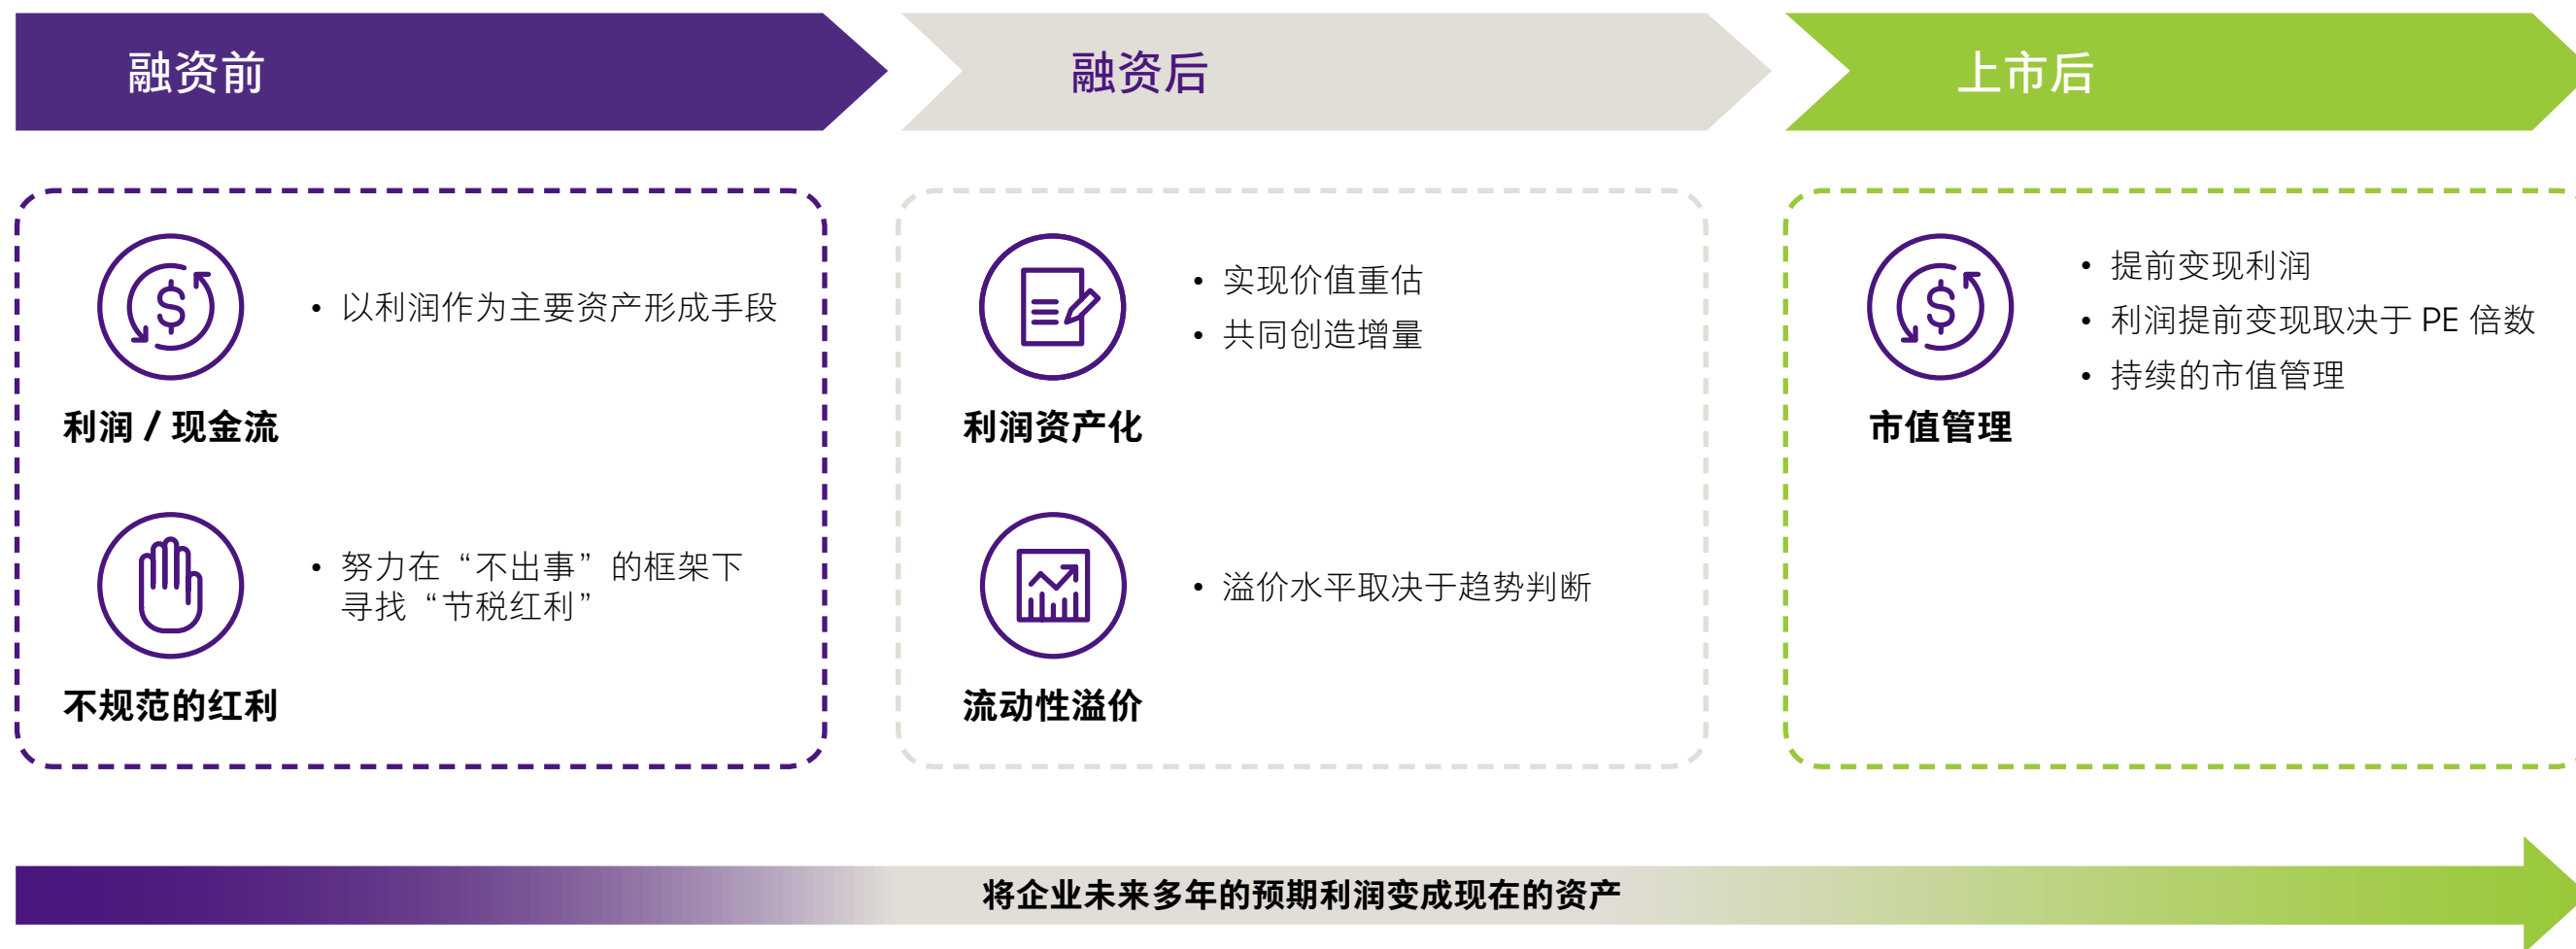 融资前
融资后
上市后
• 以利润作为主要资产形成手段
利润 / 现金流
• 努力在“不出事”的框架下
寻找“节税红利”
不规范的红利
• 实现价值重估
• 共同创造增量
利润资产化
• 溢价水平取决于趋势判断
流动性溢价
• 提前变现利润
• 利润提前变现取决于 PE 倍数
• 持续的市值管理
市值管理
将企业未来多年的预期利润变成现在的资产